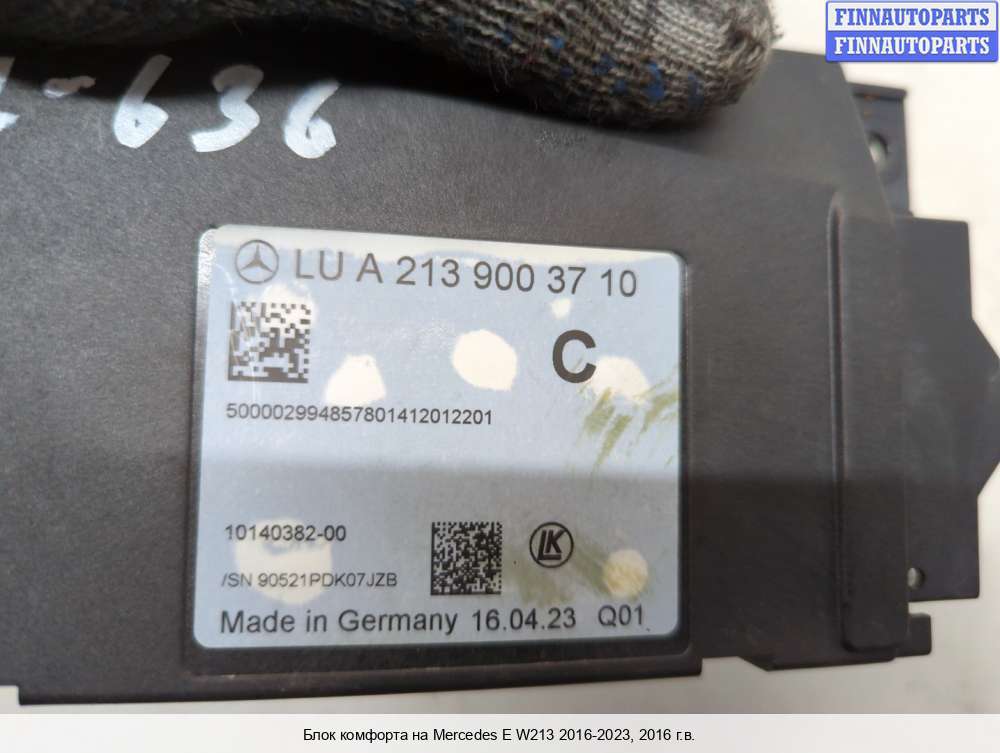 FINNAUTOPARTS
FINNAUTOPARTS
636
LU A 213 900 37 10
C
500002994857801412012201
10140382-00
LK
/SN 90521PDK07JZB
Made in Germany 16.04.23 Q01
Блок комфорта на Mercedes E W213 2016-2023, 2016 г.в.